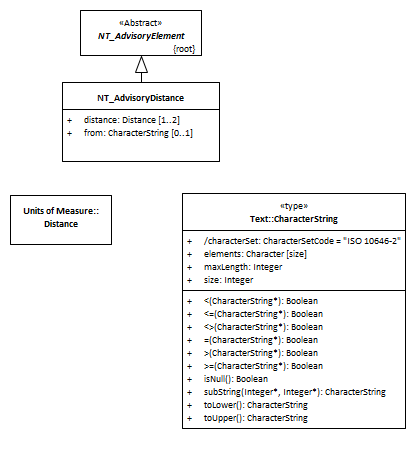 «Abstract»
NT_AdvisoryElement
{root}
NT_AdvisoryDistance
+ distance: Distance [1..2]
+ from: CharacterString [0..1]
Units of Measure::
Distance
«type»
Text::CharacterString
+ /characterSet: CharacterSetCode = "ISO 10646-2"
+ elements: Character [size]
+ maxLength: Integer
+ size: Integer
+ <(CharacterString*): Boolean
+ <=(CharacterString*): Boolean
+ <>(CharacterString*): Boolean
+ =(CharacterString*): Boolean
+ >(CharacterString*): Boolean
+ >=(CharacterString*): Boolean
+ isNull(): Boolean
+ subString(Integer*, Integer*): CharacterString
+ toLower(): CharacterString
+ toUpper(): CharacterString